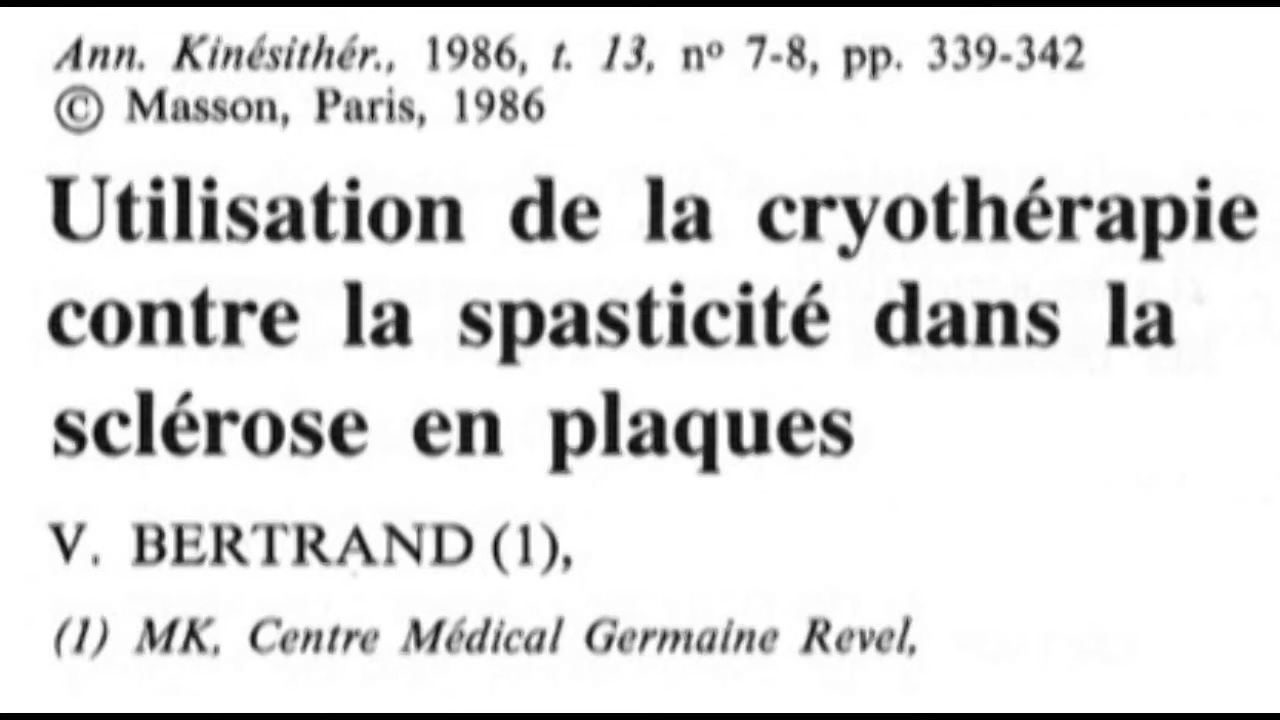 Ann. Kinésithér., 1986, t. 13, nº 7-8, pp. 339-342
© Masson, Paris, 1986
Utilisation de la cryothérapie
contre la spasticité dans la
sclérose en plaques
V. BERTRAND (1),
(1) MK, Centre Médical Germaine Revel,